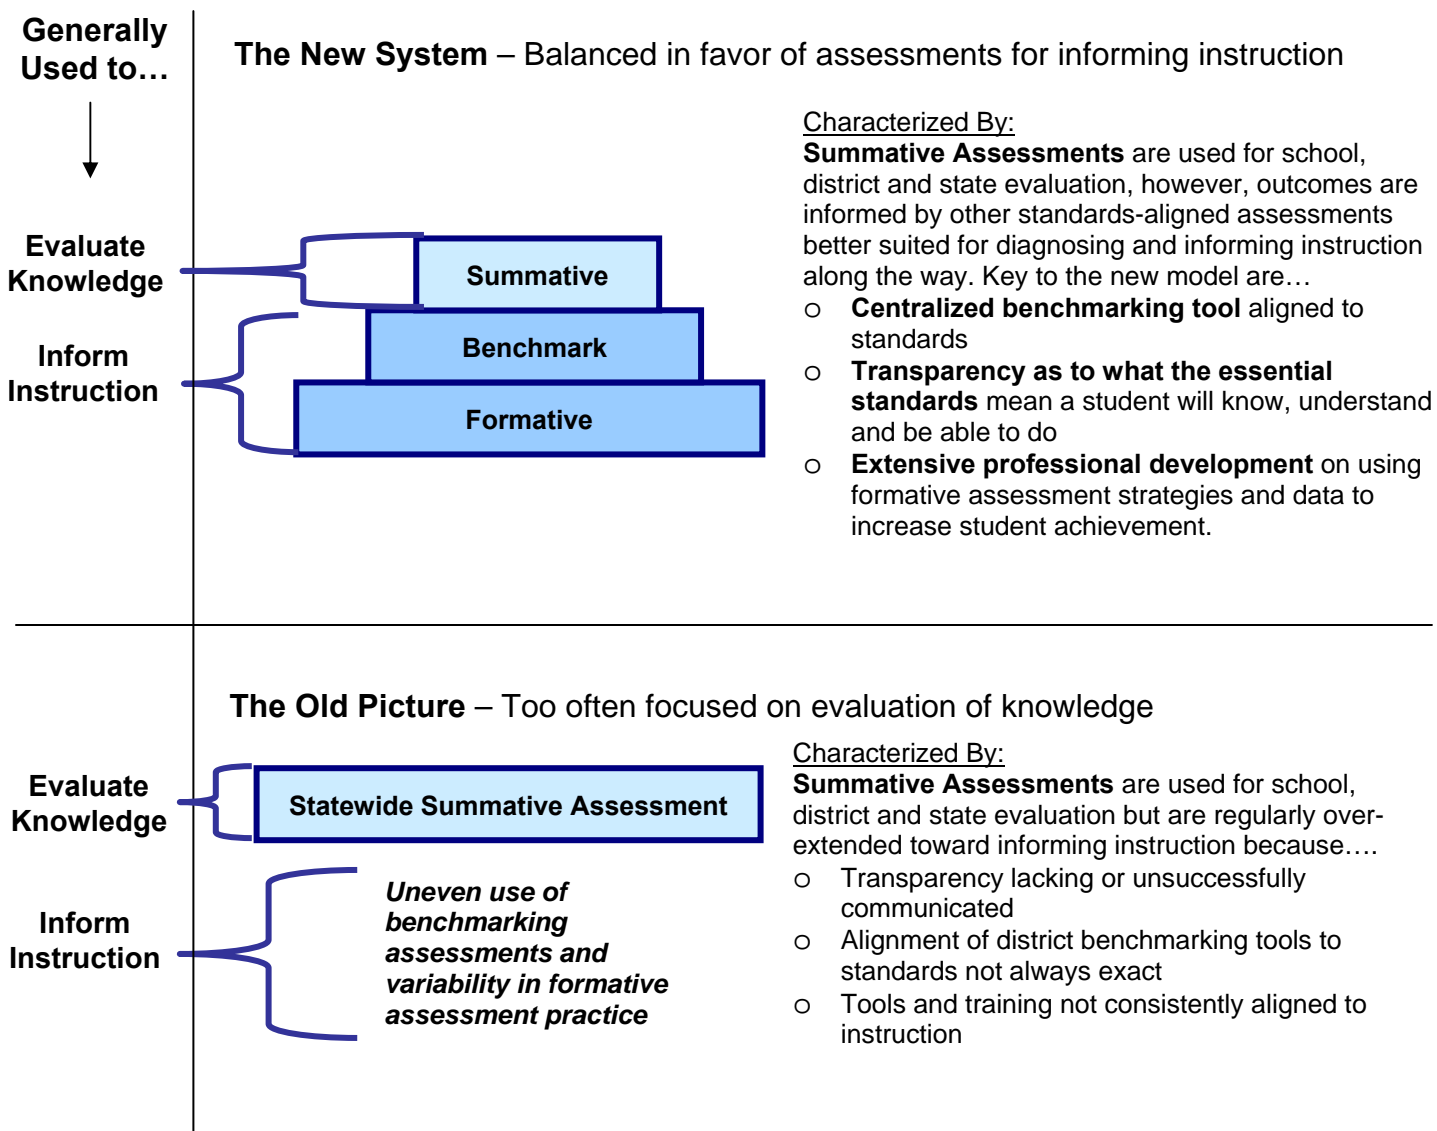 Generally
Used to…
The New System – Balanced in favor of assessments for informing instruction
Evaluate
Knowledge
Inform
Instruction
Summative
Benchmark
Formative
Characterized By:
Summative Assessments are used for school,
district and state evaluation, however, outcomes are
informed by other standards-aligned assessments
better suited for diagnosing and informing instruction
along the way. Key to the new model are…
o Centralized benchmarking tool aligned to
standards
o Transparency as to what the essential
standards mean a student will know, understand
and be able to do
o Extensive professional development on using
formative assessment strategies and data to
increase student achievement.
The Old Picture – Too often focused on evaluation of knowledge
Evaluate
Knowledge
Statewide Summative Assessment
Inform
Instruction
Uneven use of
benchmarking
assessments and
variability in formative
assessment practice
Characterized By:
Summative Assessments are used for school,
district and state evaluation but are regularly over-
extended toward informing instruction because….
o Transparency lacking or unsuccessfully
communicated
o Alignment of district benchmarking tools to
standards not always exact
o Tools and training not consistently aligned to
instruction